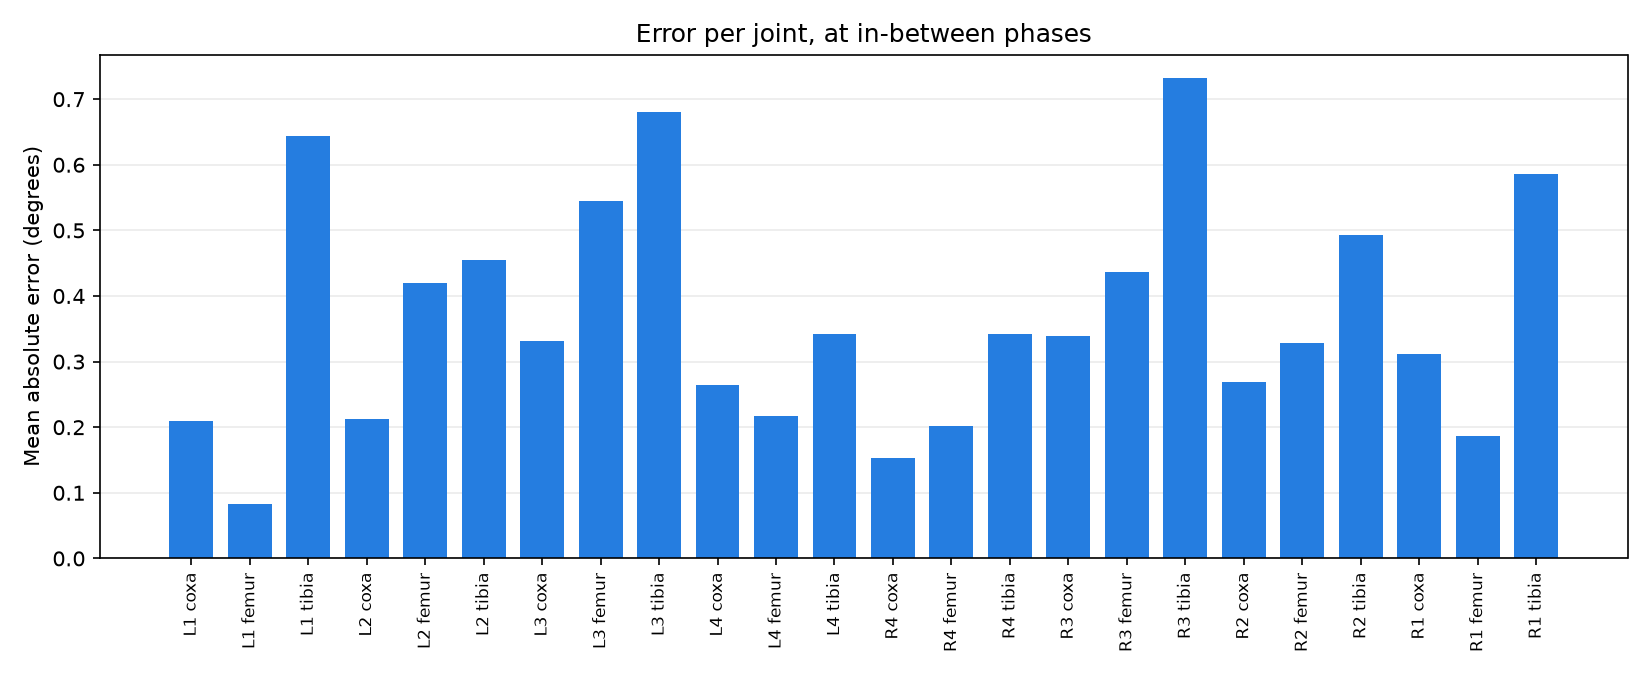 Error per joint, at in-between phases
Mean absolute error (degrees)
0.7
0.6
0.5
0.4
0.3
0.2
0.1
0.0
L1 coxa
L1 femur
L1 tibia
L2 coxa
L2 femur
L2 tibia
L3 coxa
L3 femur
L3 tibia
L4 coxa
L4 femur
L4 tibia
R4 coxa
R4 femur
R4 tibia
R3 coxa
R3 femur
R3 tibia
R2 coxa
R2 femur
R2 tibia
R1 coxa
R1 femur
R1 tibia